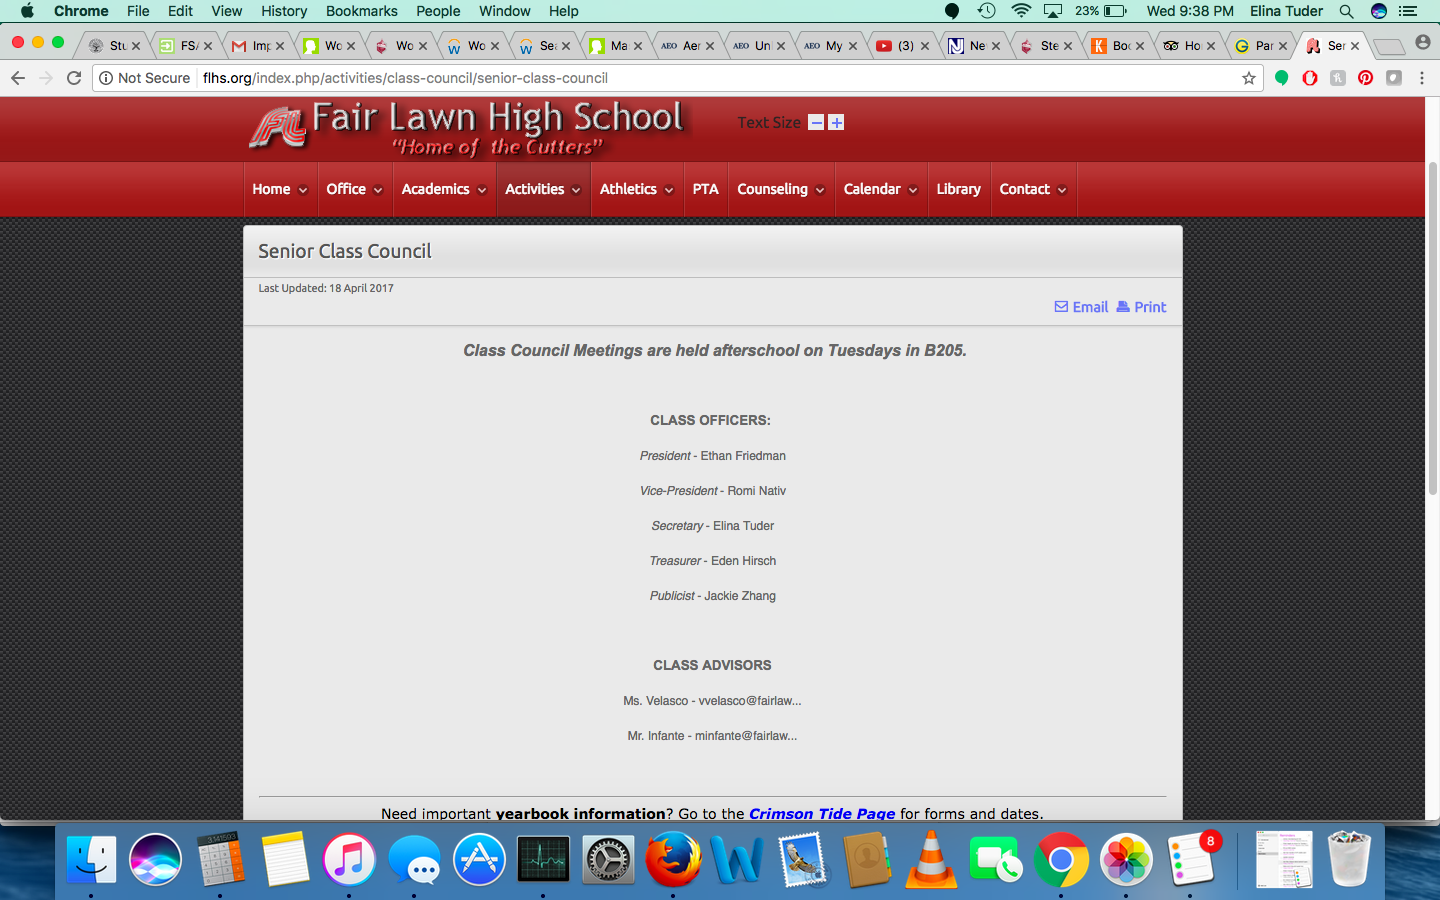 Chrome File Edit View History Bookmarks People Window Help 23% Wed 9:38 PM Elina Tuder
Stu FSA Imp Wo Wo Wo Sea Ma AEO Aer AEO Uni AEO My (3) Ne Ste Boo Ho Par Ser
Not Secure flhs.org/index.php/activities/class-council/senior-class-council
Fair Lawn High School
"Home of the Cutters"
Text Size - +
Home Office Academics Activities Athletics PTA Counseling Calendar Library Contact
Senior Class Council
Last Updated: 18 April 2017
Email Print
Class Council Meetings are held afterschool on Tuesdays in B205.
CLASS OFFICERS:
President - Ethan Friedman
Vice-President - Romi Nativ
Secretary - Elina Tuder
Treasurer - Eden Hirsch
Publicist - Jackie Zhang
CLASS ADVISORS
Ms. Velasco - vvelasco@fairlaw...
Mr. Infante - minfante@fairlaw...
Need important yearbook information? Go to the Crimson Tide Page for forms and dates.
8